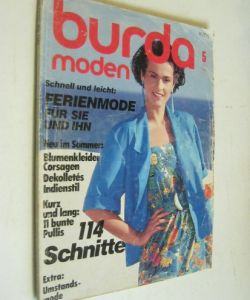 burda
moden
5
Schnell und leicht:
FERIENMODE
FÜR SIE
UND IHN
Neu im Sommer:
Blumenkleider
Corsagen
Dekolletés
Indienstil
Kurz
und lang:
11 bunte
Pullis
114
Schnitte
Extra:
Umstands-
mode